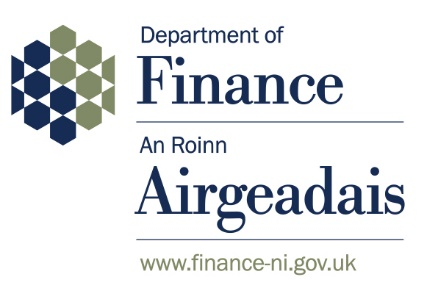 Department of
Finance
An Roinn
Airgeadais
www.finance-ni.gov.uk